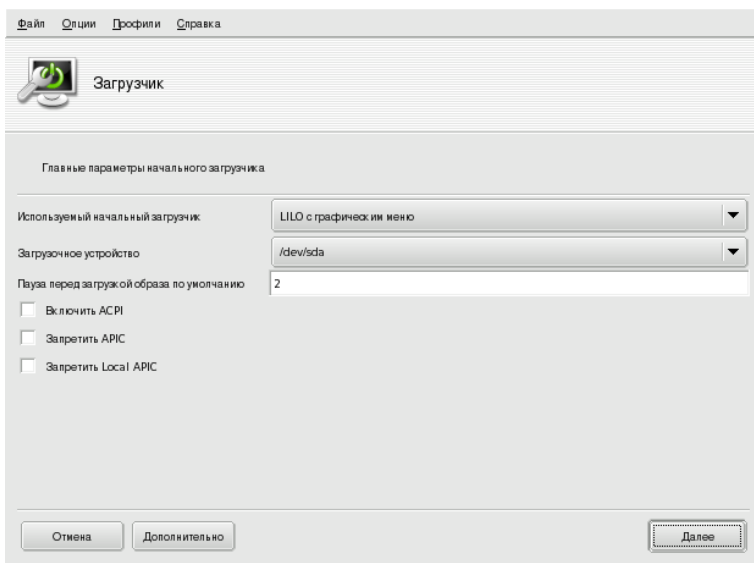 Файл Опции Профили Справка
Загрузчик
Главные параметры начального загрузчика
Используемый начальный загрузчик LILO с графическим меню
Загрузочное устройство /dev/sda
Пауза перед загрузкой образа по умолчанию 2
Включить ACPI
Запретить APIC
Запретить Local APIC
Отмена Дополнительно Далее